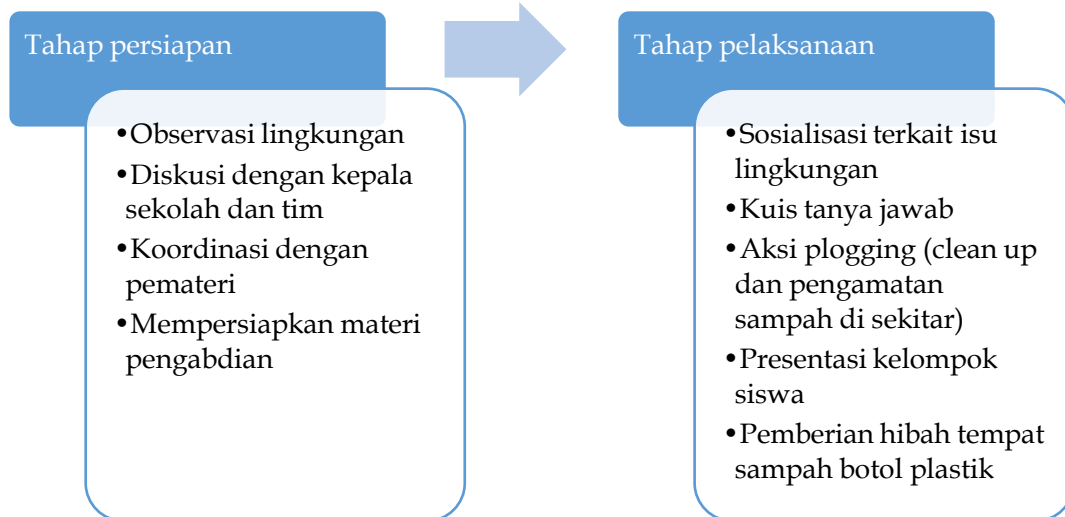 Tahap persiapan
•Observasi lingkungan
•Diskusi dengan kepala
sekolah dan tim
•Koordinasi dengan
pemateri
•Mempersiapkan materi
pengabdian
Tahap pelaksanaan
•Sosialisasi terkait isu
lingkungan
•Kuis tanya jawab
•Aksi plogging (clean up
dan pengamatan
sampah di sekitar)
•Presentasi kelompok
siswa
•Pemberian hibah tempat
sampah botol plastik